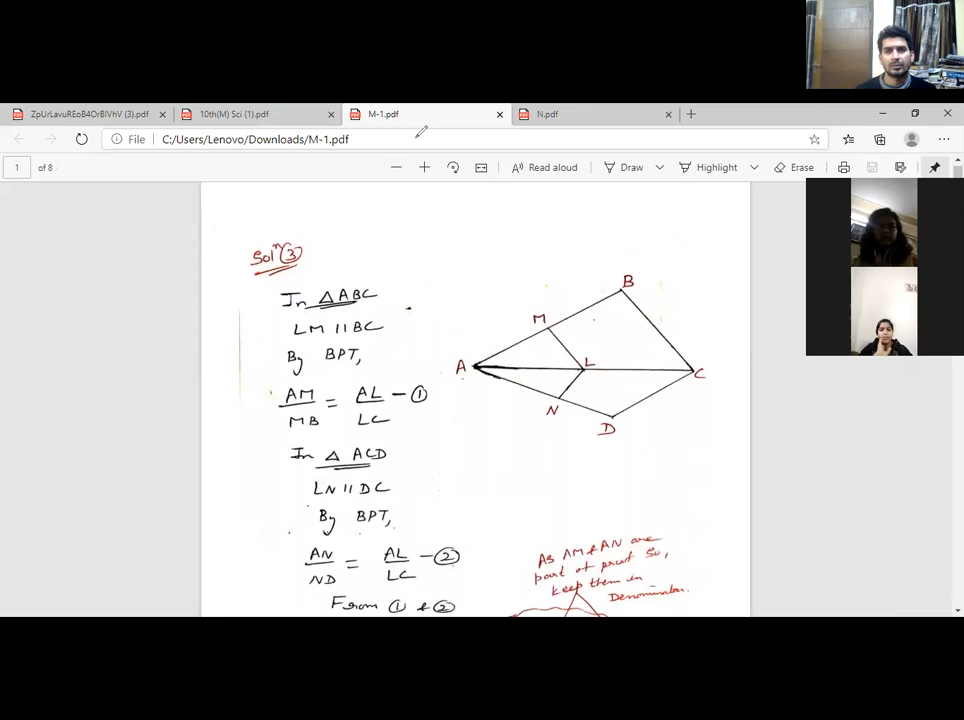 ZpUrLavuREoB4OrBIVhV (3).pdf
10th(M) Sci (1).pdf
M-1.pdf
N.pdf
File
C:/Users/Lenovo/Downloads/M-1.pdf
1 of 8
Read aloud
Draw
Highlight
Erase
Solⁿ ③
In △ABC
LM || BC
By BPT,
AM/MB = AL/LC - ①
In △ ACD
LN || DC
By BPT,
AN/ND = AL/LC - ②
From ① & ②
B
M
A
L
C
N
D
As AM & AN are
part of proof So,
keep them in
Denominator.